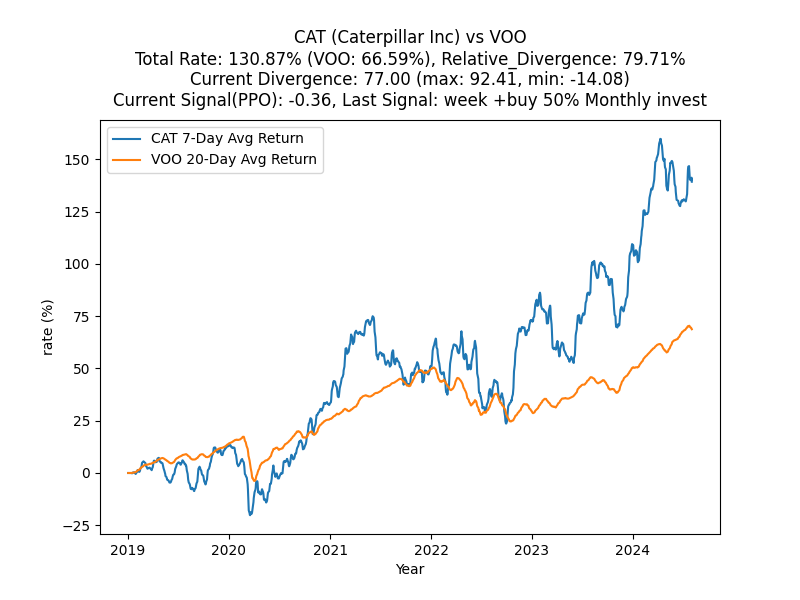 CAT (Caterpillar Inc) vs VOO
Total Rate: 130.87% (VOO: 66.59%), Relative_Divergence: 79.71%
Current Divergence: 77.00 (max: 92.41, min: -14.08)
Current Signal(PPO): -0.36, Last Signal: week +buy 50% Monthly invest
CAT 7-Day Avg Return
VOO 20-Day Avg Return
150
125
100
75
50
25
0
−25
rate (%)
2019 2020 2021 2022 2023 2024
Year